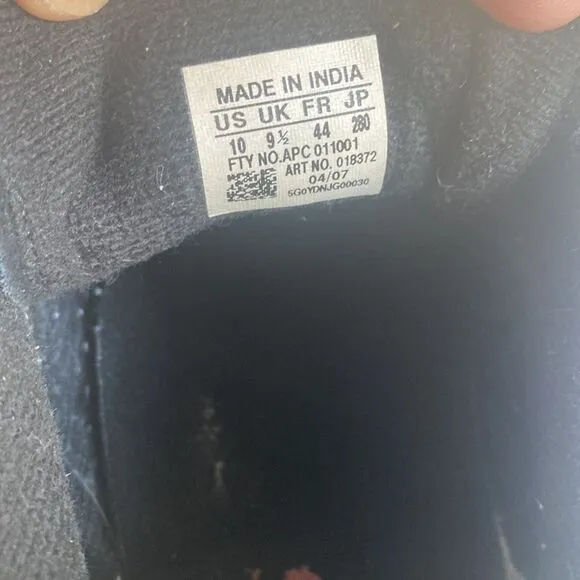 MADE IN INDIA
US UK FR JP
10 9½ 44 280
FTY NO.APC 011001
ART NO. 018372
04/07
5G0YDNJG00030